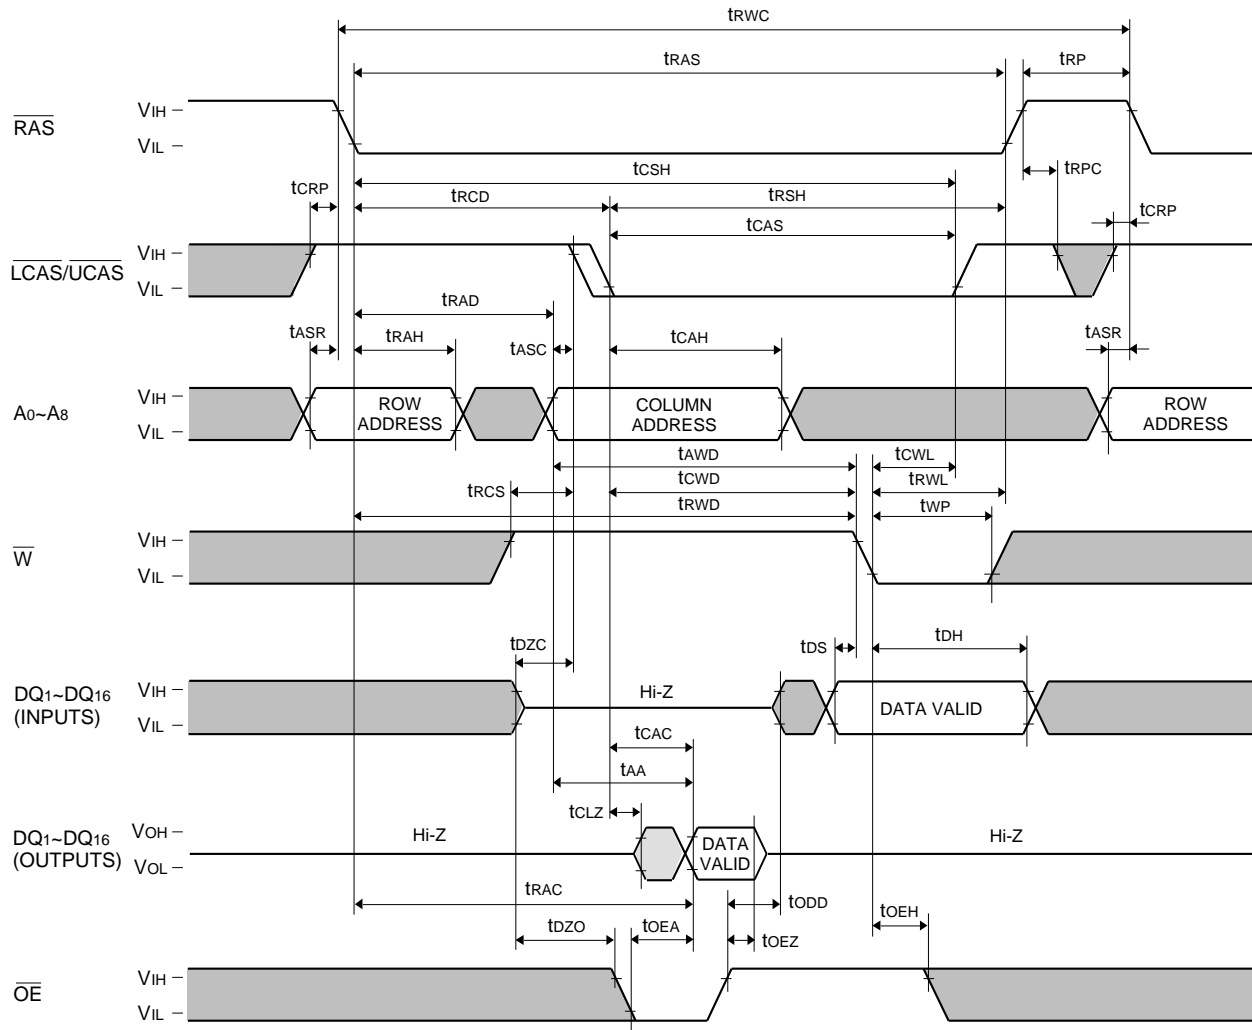 tRWC
tRAS tRP
RAS VIH
VIL
tCSH
tCRP tRCD tRSH tRPC
tCAS tCRP
LCAS/UCAS VIH
VIL
tRAD
tASR tRAH tASC tCAH tASR
A0~A8 VIH
VIL
ROW ADDRESS COLUMN ADDRESS ROW ADDRESS
tAWD tCWL
tRCS tCWD tRWL
tRWD tWP
W VIH
VIL
tDZC tDS tDH
DQ1~DQ16 (INPUTS) VIH
VIL
Hi-Z DATA VALID
tCAC
tAA
tCLZ
DQ1~DQ16 (OUTPUTS) VOH
VOL
Hi-Z DATA VALID Hi-Z
tRAC tODD
tDZO tOEA tOEZ tOEH
OE VIH
VIL